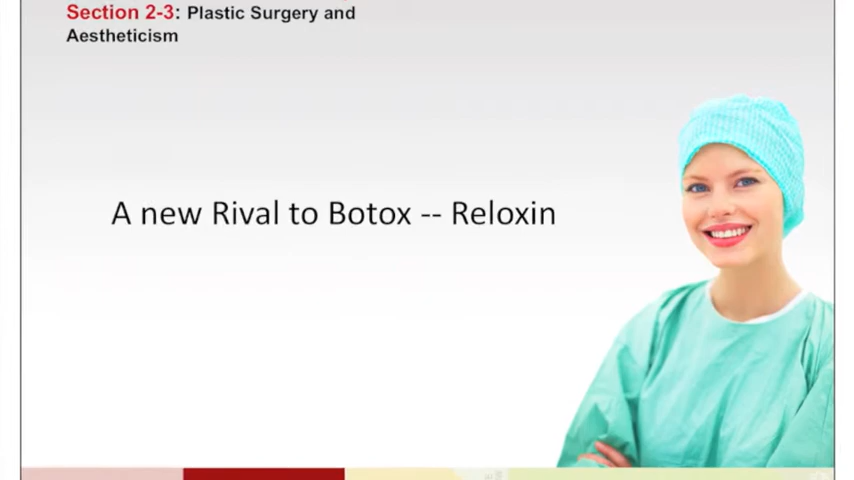 Section 2-3: Plastic Surgery and
Aestheticism
A new Rival to Botox -- Reloxin